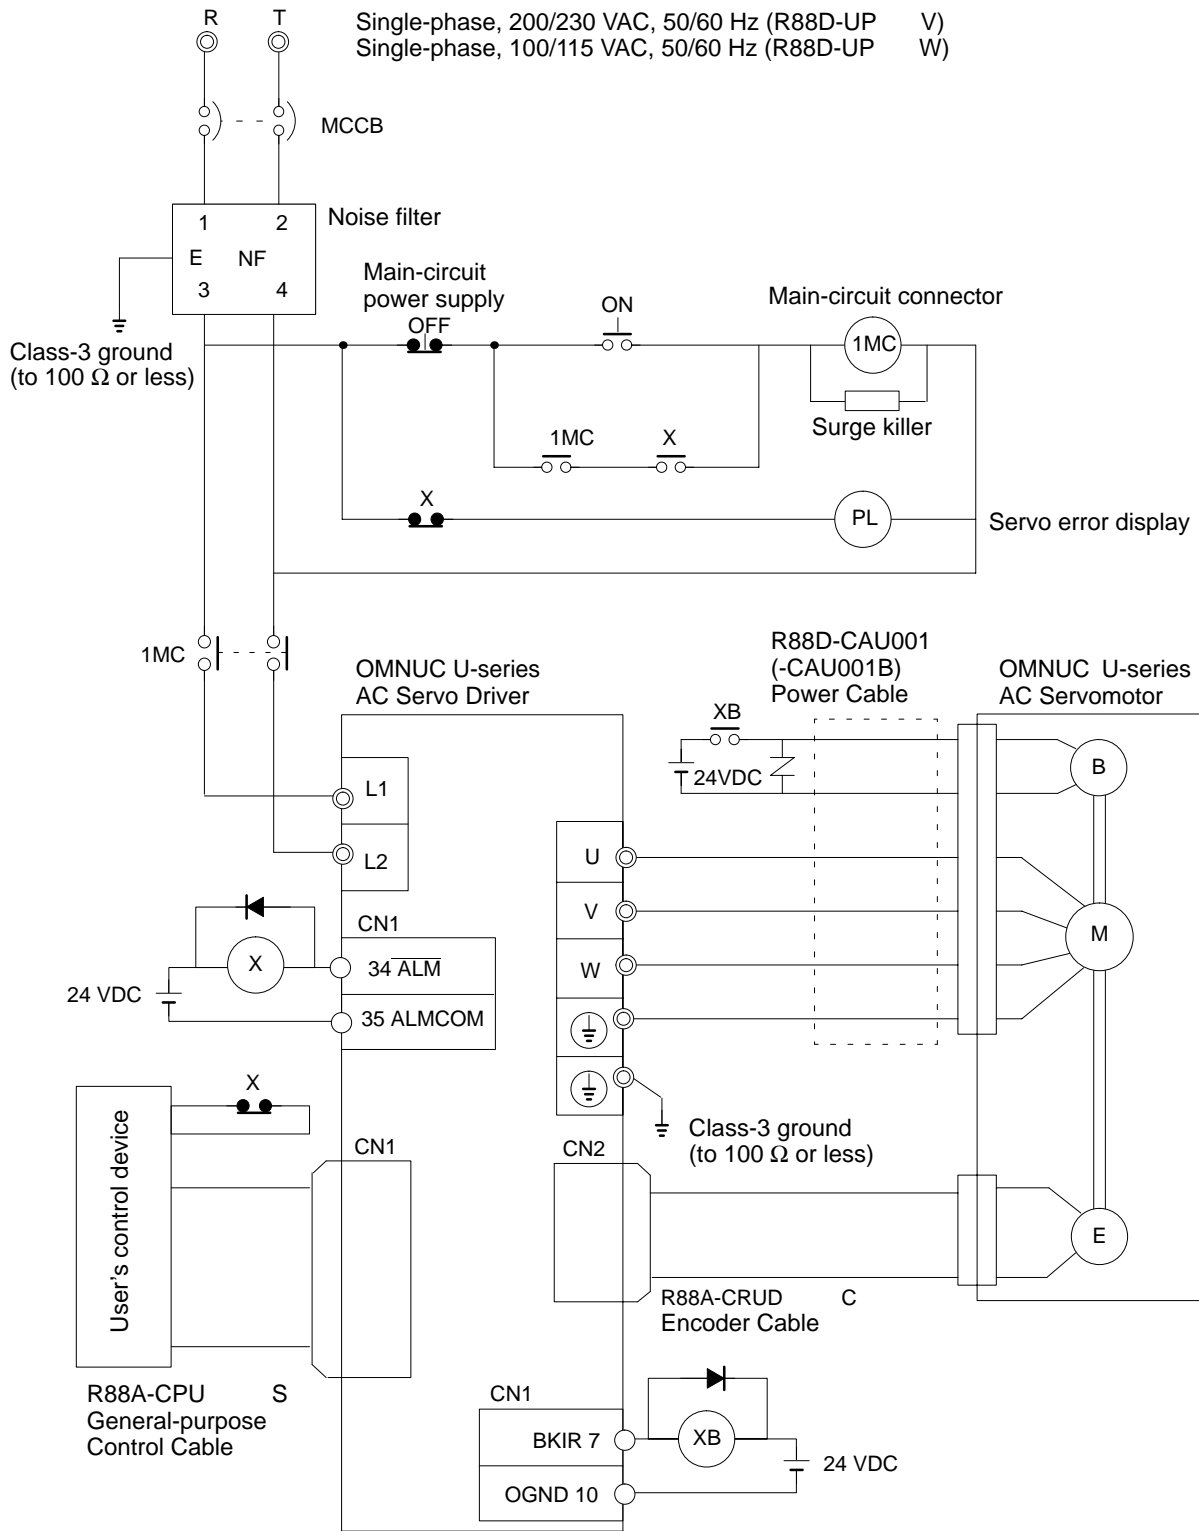 R T Single-phase, 200/230 VAC, 50/60 Hz (R88D-UP V)
Single-phase, 100/115 VAC, 50/60 Hz (R88D-UP W)
MCCB
1 2 Noise filter
E NF
3 4
Main-circuit
power supply
OFF
ON
Main-circuit connector
1MC
Class-3 ground
(to 100 Ω or less)
Surge killer
1MC X
X
PL
Servo error display
1MC
OMNUC U-series
AC Servo Driver
R88D-CAU001
(-CAU001B)
Power Cable
OMNUC U-series
AC Servomotor
XB
24VDC
B
L1
L2
U
V
W
M
CN1
X
34 ALM
24 VDC
35 ALMCOM
X
User's control device
CN1
Class-3 ground
(to 100 Ω or less)
CN2
E
R88A-CRUD C
Encoder Cable
R88A-CPU S
General-purpose
Control Cable
CN1
BKIR 7
XB
24 VDC
OGND 10